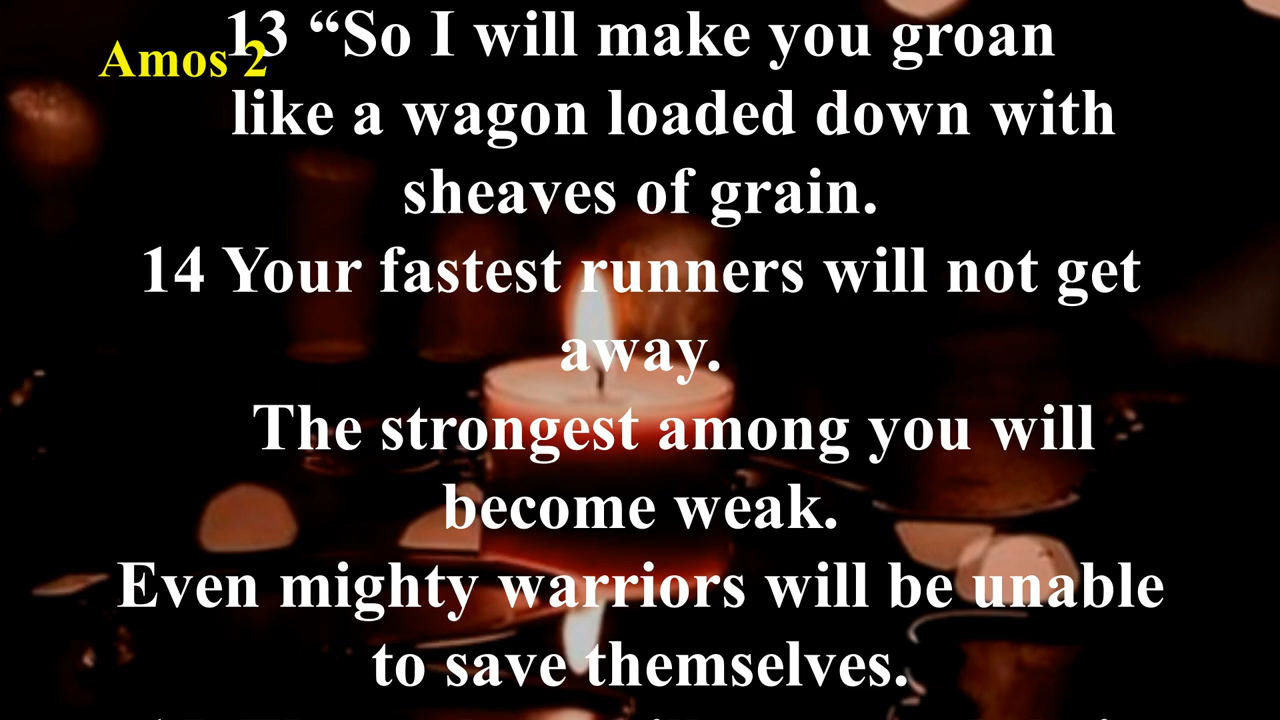 Amos 2
13 “So I will make you groan
like a wagon loaded down with
sheaves of grain.
14 Your fastest runners will not get
away.
The strongest among you will
become weak.
Even mighty warriors will be unable
to save themselves.